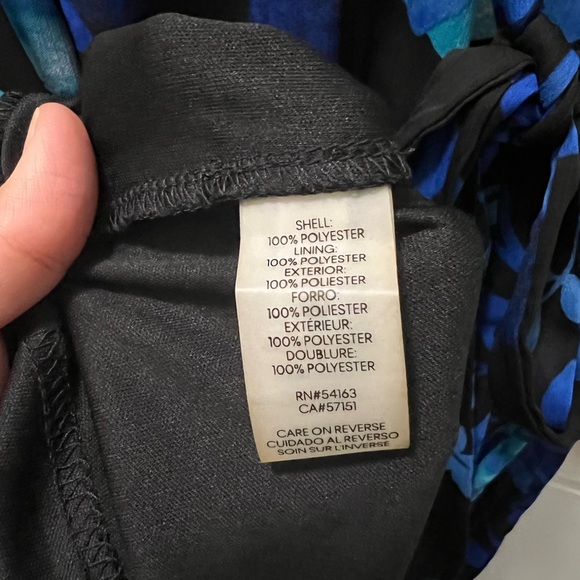 SHELL:
100% POLYESTER
LINING:
100% POLYESTER
EXTERIOR:
100% POLIESTER
FORRO:
100% POLIESTER
EXTÉRIEUR:
100% POLYESTER
DOUBLURE:
100% POLYESTER
RN#54163
CA#57151
CARE ON REVERSE
CUIDADO AL REVERSO
SOIN SUR L'INVERSE